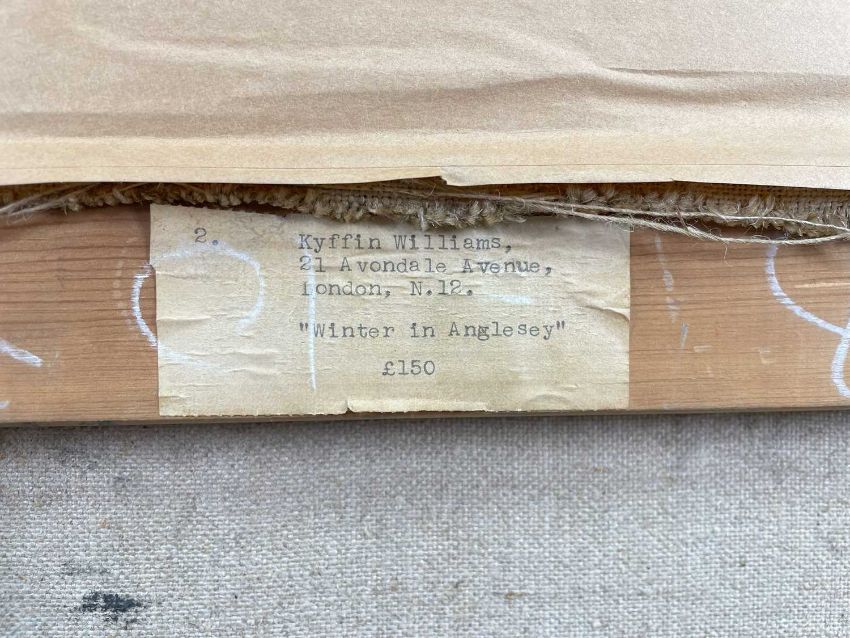 2.
Kyffin Williams,
21 Avondale Avenue,
London, N.12.
"Winter in Anglesey"
£150